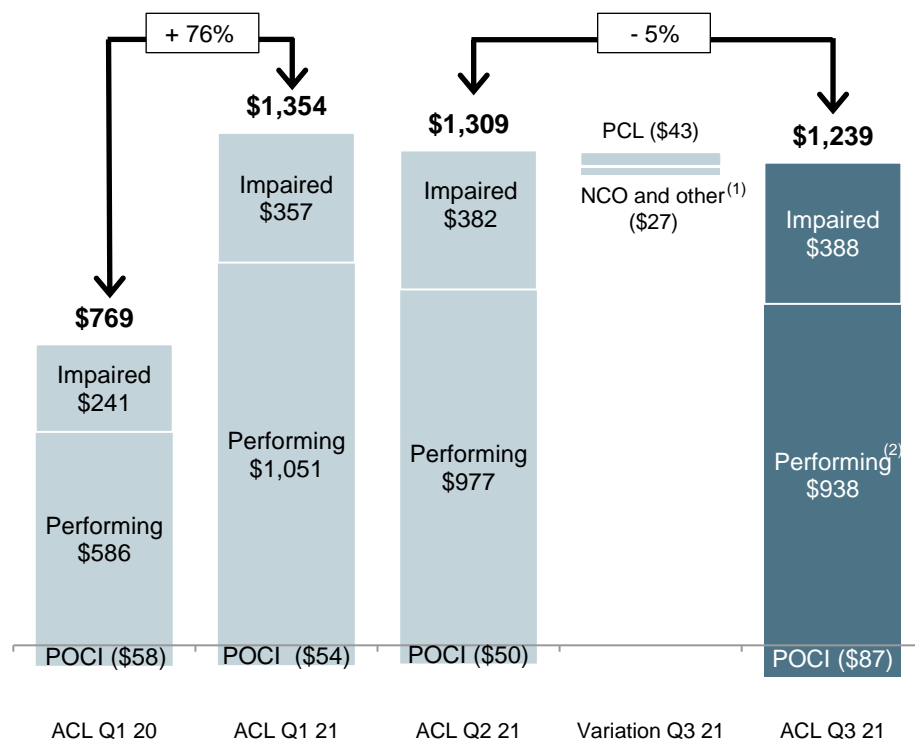 + 76%
- 5%
$1,354
$1,309
PCL ($43)
$1,239
Impaired
$357
Impaired
$382
NCO and other(1)
($27)
Impaired
$388
$769
Impaired
$241
Performing
$1,051
Performing
$977
Performing(2)
$938
Performing
$586
POCI ($58)
POCI ($54)
POCI ($50)
POCI ($87)
ACL Q1 20
ACL Q1 21
ACL Q2 21
Variation Q3 21
ACL Q3 21